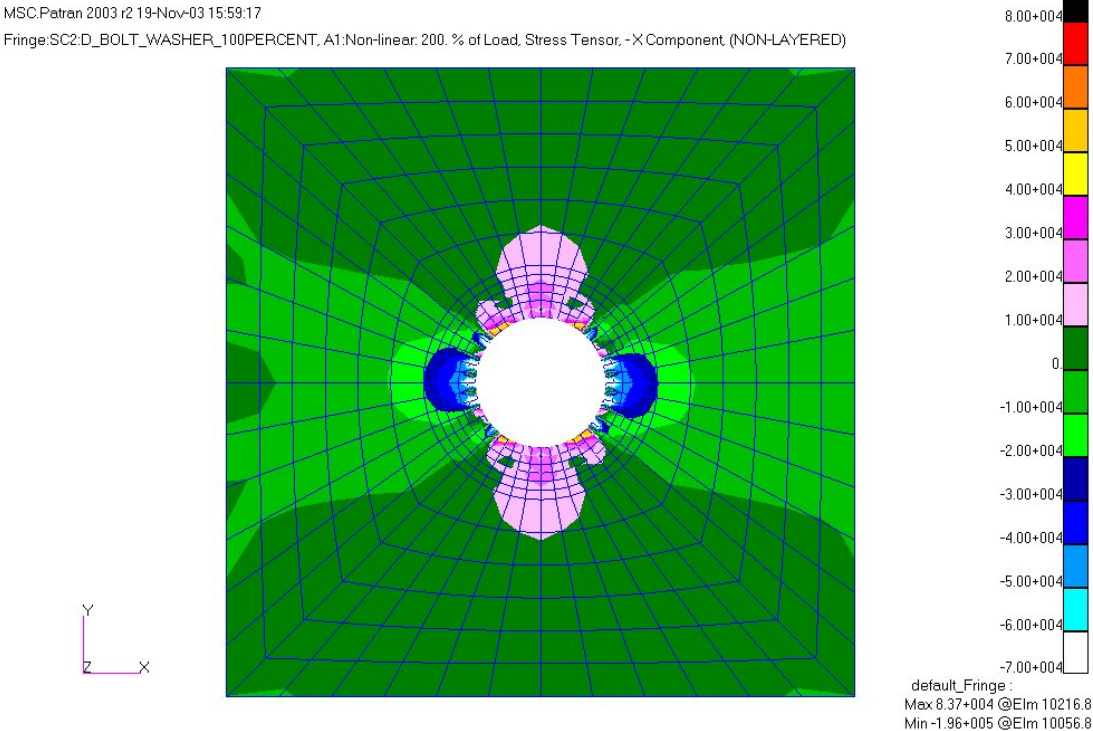 MSC.Patran 2003 r2 19-Nov-03 15:59:17
Fringe:SC2:D_BOLT_WASHER_100PERCENT, A1:Non-linear: 200. % of Load, Stress Tensor, -X Component, (NON-LAYERED)
8.00+004
7.00+004
6.00+004
5.00+004
4.00+004
3.00+004
2.00+004
1.00+004
0.
-1.00+004
-2.00+004
-3.00+004
-4.00+004
-5.00+004
-6.00+004
-7.00+004
Y
Z X
default_Fringe :
Max 8.37+004 @Elm 10216.8
Min -1.96+005 @Elm 10056.8